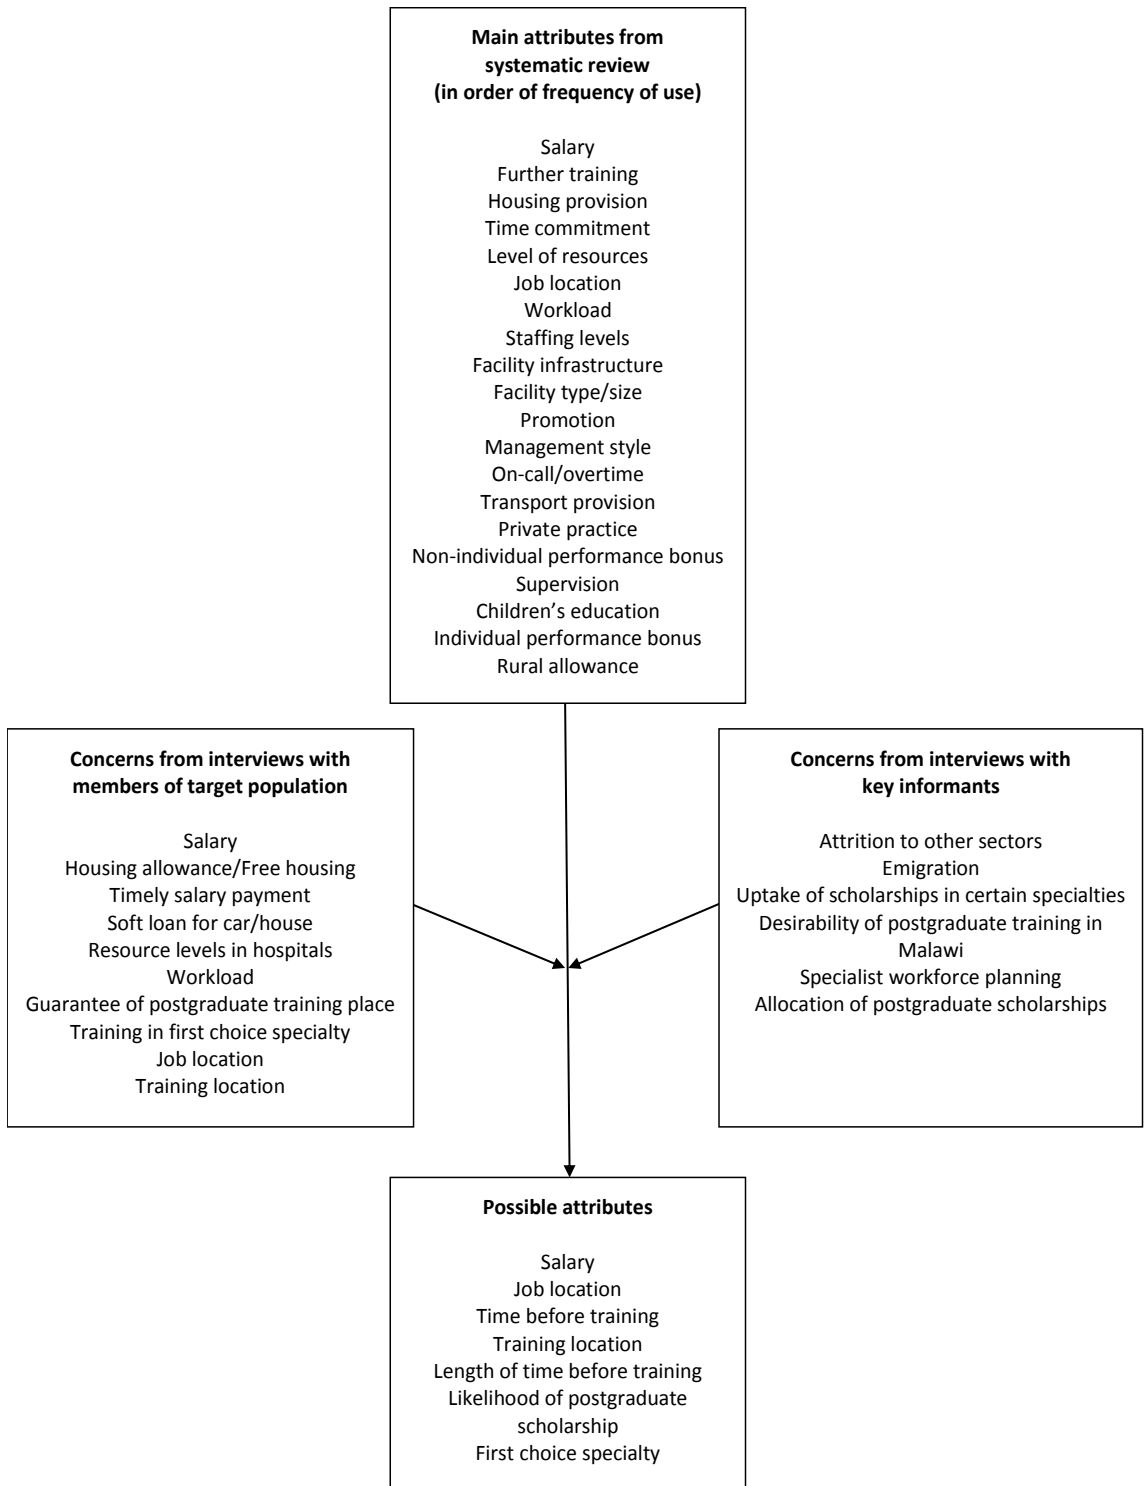 Main attributes from
systematic review
(in order of frequency of use)
Salary
Further training
Housing provision
Time commitment
Level of resources
Job location
Workload
Staffing levels
Facility infrastructure
Facility type/size
Promotion
Management style
On-call/overtime
Transport provision
Private practice
Non-individual performance bonus
Supervision
Children’s education
Individual performance bonus
Rural allowance
Concerns from interviews with
members of target population
Salary
Housing allowance/Free housing
Timely salary payment
Soft loan for car/house
Resource levels in hospitals
Workload
Guarantee of postgraduate training place
Training in first choice specialty
Job location
Training location
Concerns from interviews with
key informants
Attrition to other sectors
Emigration
Uptake of scholarships in certain specialties
Desirability of postgraduate training in
Malawi
Specialist workforce planning
Allocation of postgraduate scholarships
Possible attributes
Salary
Job location
Time before training
Training location
Length of time before training
Likelihood of postgraduate
scholarship
First choice specialty